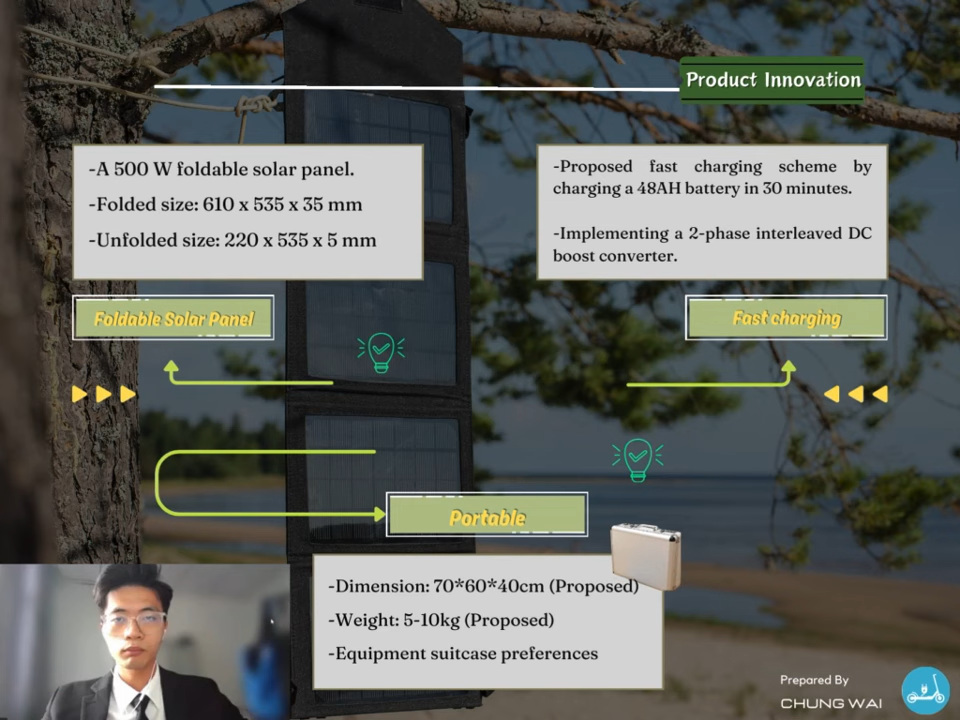 Product Innovation
-A 500 W foldable solar panel.
-Folded size: 610 x 535 x 35 mm
-Unfolded size: 220 x 535 x 5 mm
-Proposed fast charging scheme by
charging a 48AH battery in 30 minutes.
-Implementing a 2-phase interleaved DC
boost converter.
Foldable Solar Panel
Fast charging
Portable
-Dimension: 70*60*40cm (Proposed)
-Weight: 5-10kg (Proposed)
-Equipment suitcase preferences
Prepared By
CHUNG WAI